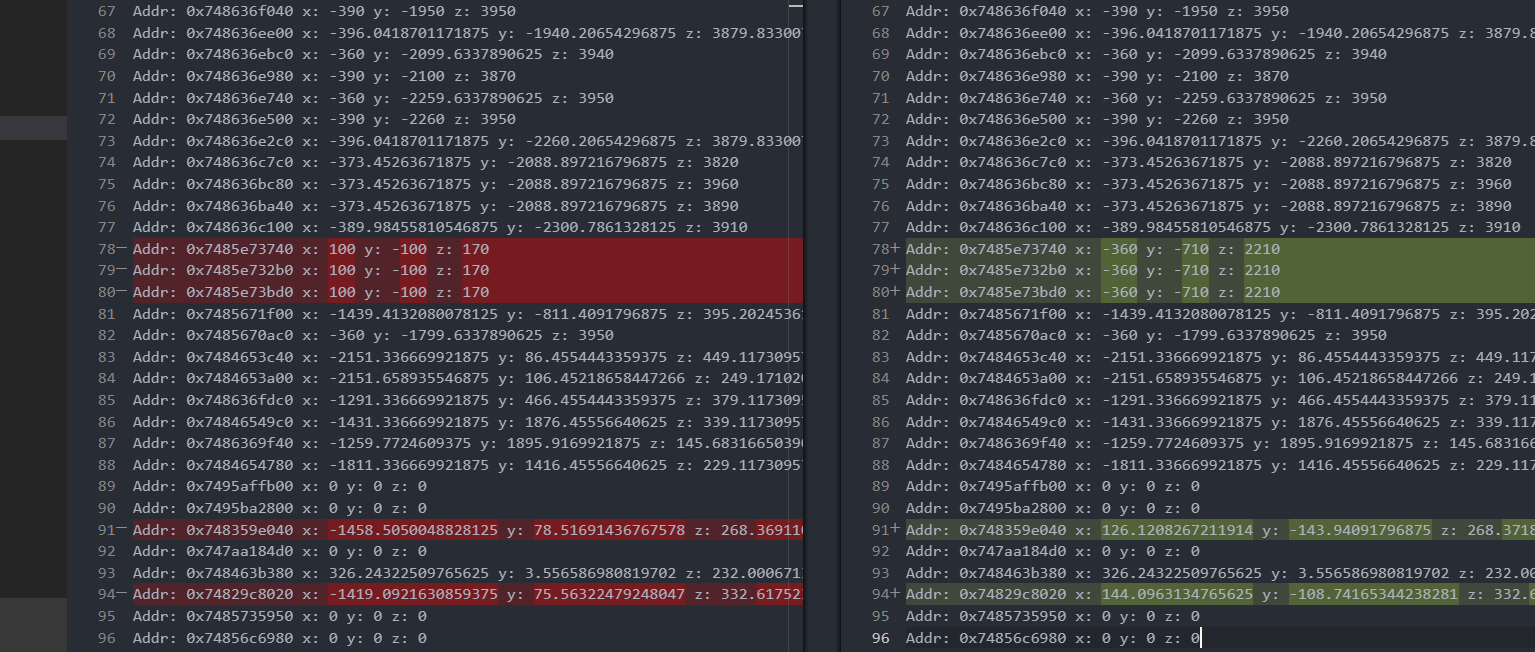 67 Addr: 0x748636f040 x: -390 y: -1950 z: 3950
68 Addr: 0x748636ee00 x: -396.0418701171875 y: -1940.20654296875 z: 3879.83300
69 Addr: 0x748636ebc0 x: -360 y: -2099.6337890625 z: 3940
70 Addr: 0x748636e980 x: -390 y: -2100 z: 3870
71 Addr: 0x748636e740 x: -360 y: -2259.6337890625 z: 3950
72 Addr: 0x748636e500 x: -390 y: -2260 z: 3950
73 Addr: 0x748636e2c0 x: -396.0418701171875 y: -2260.20654296875 z: 3879.83300
74 Addr: 0x748636c7c0 x: -373.45263671875 y: -2088.897216796875 z: 3820
75 Addr: 0x748636bc80 x: -373.45263671875 y: -2088.897216796875 z: 3960
76 Addr: 0x748636ba40 x: -373.45263671875 y: -2088.897216796875 z: 3890
77 Addr: 0x748636c100 x: -389.98455810546875 y: -2300.7861328125 z: 3910
78− Addr: 0x7485e73740 x: 100 y: -100 z: 170
79− Addr: 0x7485e732b0 x: 100 y: -100 z: 170
80− Addr: 0x7485e73bd0 x: 100 y: -100 z: 170
81 Addr: 0x7485671f00 x: -1439.4132080078125 y: -811.4091796875 z: 395.2024536
82 Addr: 0x7485670ac0 x: -360 y: -1799.6337890625 z: 3950
83 Addr: 0x7484653c40 x: -2151.336669921875 y: 86.4554443359375 z: 449.1173095
84 Addr: 0x7484653a00 x: -2151.658935546875 y: 106.45218658447266 z: 249.17102
85 Addr: 0x748636fdc0 x: -1291.336669921875 y: 466.4554443359375 z: 379.1173095
86 Addr: 0x74846549c0 x: -1431.336669921875 y: 1876.45556640625 z: 339.1173095
87 Addr: 0x7486369f40 x: -1259.7724609375 y: 1895.9169921875 z: 145.6831665039
88 Addr: 0x7484654780 x: -1811.336669921875 y: 1416.45556640625 z: 229.1173095
89 Addr: 0x7495affb00 x: 0 y: 0 z: 0
90 Addr: 0x7495ba2800 x: 0 y: 0 z: 0
91− Addr: 0x748359e040 x: -1458.5050048828125 y: 78.51691436767578 z: 268.36911
92 Addr: 0x747aa184d0 x: 0 y: 0 z: 0
93 Addr: 0x748463b380 x: 326.24322509765625 y: 3.556586980819702 z: 232.000671
94− Addr: 0x74829c8020 x: -1419.0921630859375 y: 75.56322479248047 z: 332.61752
95 Addr: 0x7485735950 x: 0 y: 0 z: 0
96 Addr: 0x74856c6980 x: 0 y: 0 z: 0
67 Addr: 0x748636f040 x: -390 y: -1950 z: 3950
68 Addr: 0x748636ee00 x: -396.0418701171875 y: -1940.20654296875 z: 3879.8
69 Addr: 0x748636ebc0 x: -360 y: -2099.6337890625 z: 3940
70 Addr: 0x748636e980 x: -390 y: -2100 z: 3870
71 Addr: 0x748636e740 x: -360 y: -2259.6337890625 z: 3950
72 Addr: 0x748636e500 x: -390 y: -2260 z: 3950
73 Addr: 0x748636e2c0 x: -396.0418701171875 y: -2260.20654296875 z: 3879.8
74 Addr: 0x748636c7c0 x: -373.45263671875 y: -2088.897216796875 z: 3820
75 Addr: 0x748636bc80 x: -373.45263671875 y: -2088.897216796875 z: 3960
76 Addr: 0x748636ba40 x: -373.45263671875 y: -2088.897216796875 z: 3890
77 Addr: 0x748636c100 x: -389.98455810546875 y: -2300.7861328125 z: 3910
78+ Addr: 0x7485e73740 x: -360 y: -710 z: 2210
79+ Addr: 0x7485e732b0 x: -360 y: -710 z: 2210
80+ Addr: 0x7485e73bd0 x: -360 y: -710 z: 2210
81 Addr: 0x7485671f00 x: -1439.4132080078125 y: -811.4091796875 z: 395.202
82 Addr: 0x7485670ac0 x: -360 y: -1799.6337890625 z: 3950
83 Addr: 0x7484653c40 x: -2151.336669921875 y: 86.4554443359375 z: 449.117
84 Addr: 0x7484653a00 x: -2151.658935546875 y: 106.45218658447266 z: 249.1
85 Addr: 0x748636fdc0 x: -1291.336669921875 y: 466.4554443359375 z: 379.11
86 Addr: 0x74846549c0 x: -1431.336669921875 y: 1876.45556640625 z: 339.117
87 Addr: 0x7486369f40 x: -1259.7724609375 y: 1895.9169921875 z: 145.683166
88 Addr: 0x7484654780 x: -1811.336669921875 y: 1416.45556640625 z: 229.117
89 Addr: 0x7495affb00 x: 0 y: 0 z: 0
90 Addr: 0x7495ba2800 x: 0 y: 0 z: 0
91+ Addr: 0x748359e040 x: 126.1208267211914 y: -143.94091796875 z: 268.3718
92 Addr: 0x747aa184d0 x: 0 y: 0 z: 0
93 Addr: 0x748463b380 x: 326.24322509765625 y: 3.556586980819702 z: 232.00
94+ Addr: 0x74829c8020 x: 144.0963134765625 y: -108.74165344238281 z: 332.6
95 Addr: 0x7485735950 x: 0 y: 0 z: 0
96 Addr: 0x74856c6980 x: 0 y: 0 z: 0